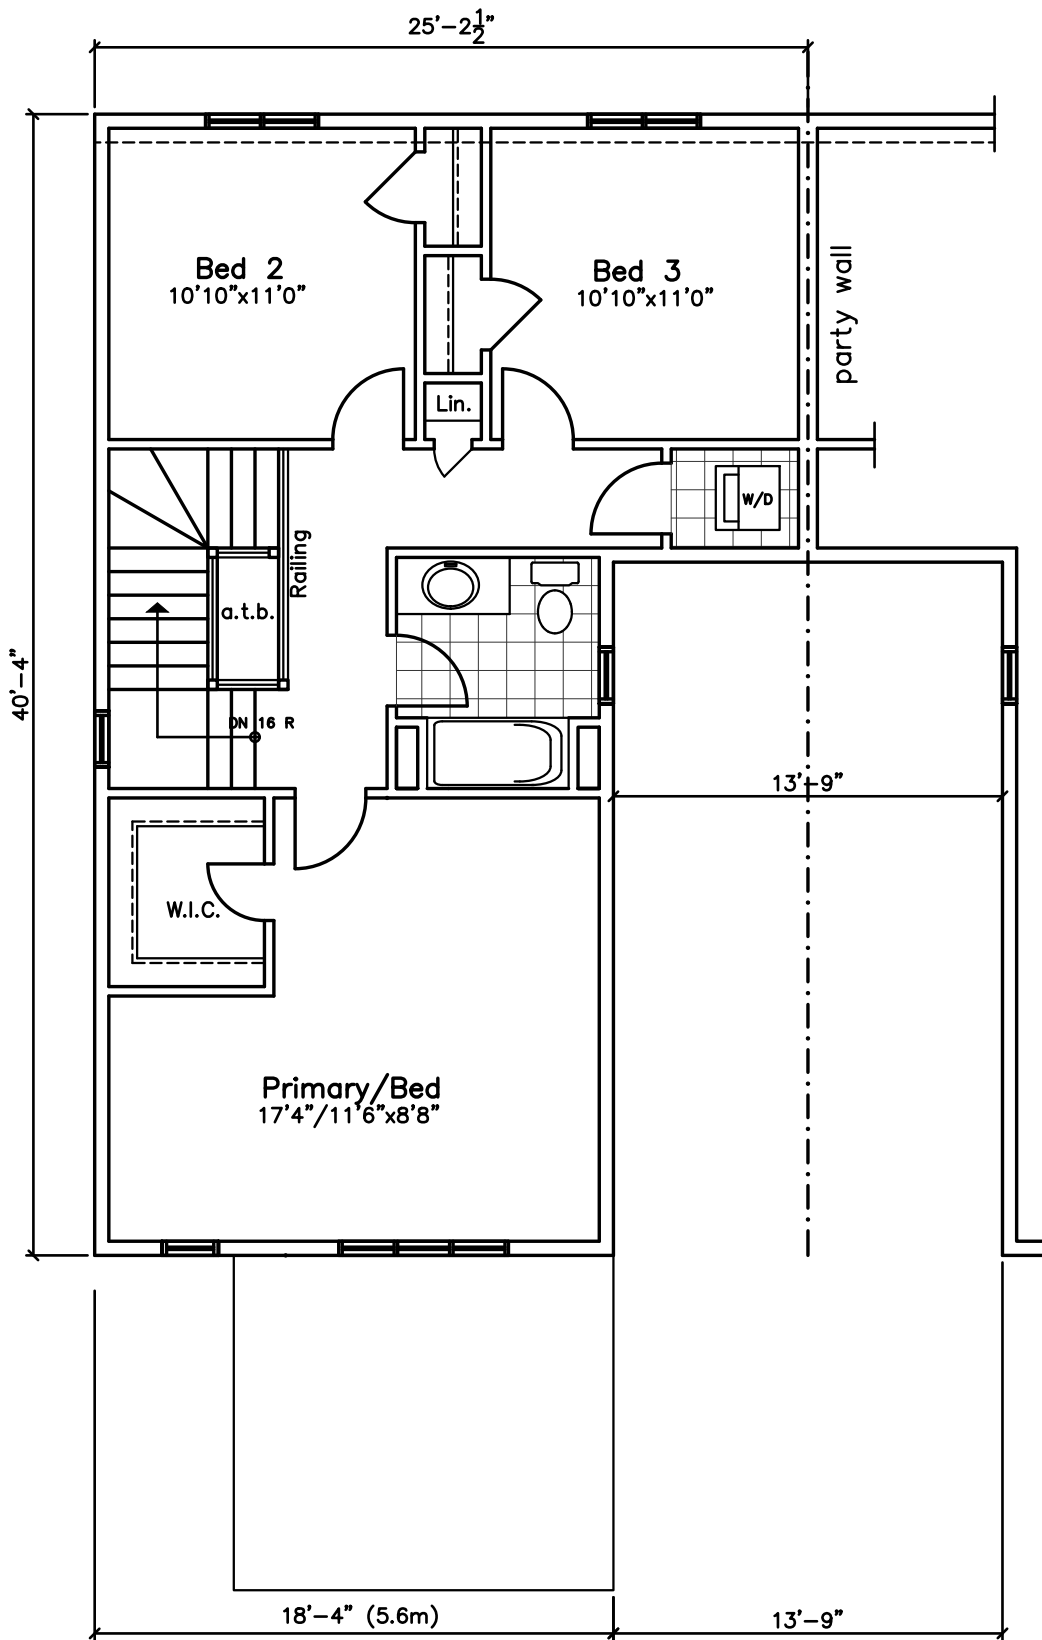 25'-2 1/2"
Bed 2
10'10"x11'0"
Bed 3
10'10"x11'0"
party wall
Lin.
W/D
Railing
a.t.b.
40'-4"
DN 16 R
13'-9"
W.I.C.
Primary/Bed
17'4"/11'6"x8'8"
18'-4" (5.6m)
13'-9"